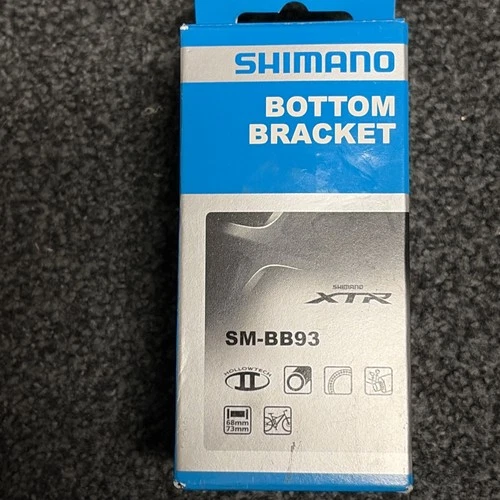 SHIMANO
BOTTOM
BRACKET
SHIMANO
XTR
SM-BB93
HOLLOWTECH
II
68mm
73mm